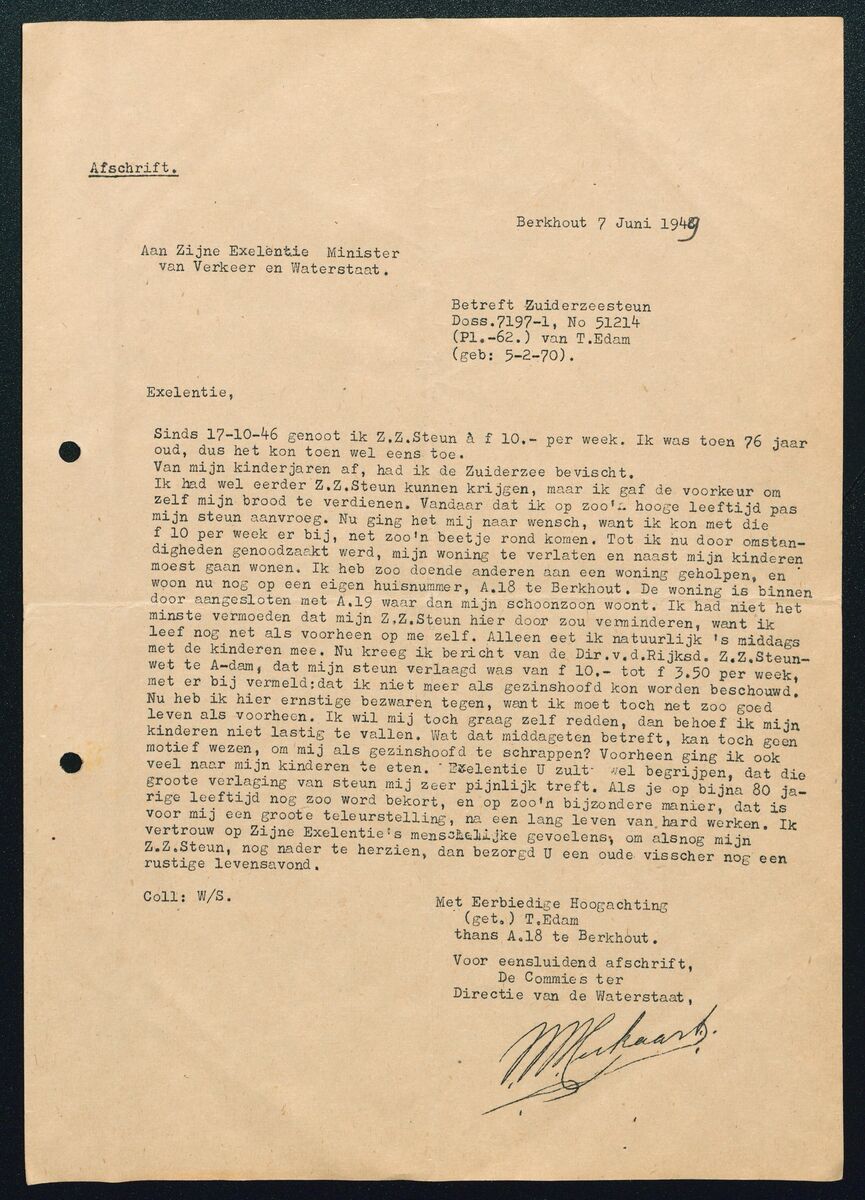 Afschrift.
Berkhout 7 Juni 1949
Aan Zijne Exelentie Minister
van Verkeer en Waterstaat.
Betreft Zuiderzeesteun
Doss.7197-1, No 51214
(Pl.-62.) van T.Edam
(geb: 5-2-70).
Exelentie,
Sinds 17-10-46 genoot ik Z.Z.Steun à f 10.- per week. Ik was toen 76 jaar
oud, dus het kon toen wel eens toe.
Van mijn kinderjaren af, had ik de Zuiderzee bevischt.
Ik had wel eerder Z.Z.Steun kunnen krijgen, maar ik gaf de voorkeur om
zelf mijn brood te verdienen. Vandaar dat ik op zoo'n hooge leeftijd pas
mijn steun aanvroeg. Nu ging het mij naar wensch, want ik kon met die
f 10 per week er bij, net zoo'n beetje rond komen. Tot ik nu door omstan-
digheden genoodzaakt werd, mijn woning te verlaten en naast mijn kinderen
moest gaan wonen. Ik heb zoo doende anderen aan een woning geholpen, en
woon nu nog op een eigen huisnummer, A.18 te Berkhout. De woning is binnen
door aangesloten met A.19 waar dan mijn schoonzoon woont. Ik had niet het
minste vermoeden dat mijn Z.Z.Steun hier door zou verminderen, want ik
leef nog net als voorheen op me zelf. Alleen eet ik natuurlijk 's middags
met de kinderen mee. Nu kreeg ik bericht van de Dir.v.d.Rijksd. Z.Z.Steun-
wet te A-dam, dat mijn steun verlaagd was van f 10.- tot f 3.50 per week,
met er bij vermeld:dat ik niet meer als gezinshoofd kon worden beschouwd.
Nu heb ik hier ernstige bezwaren tegen, want ik moet toch net zoo goed
leven als voorheen. Ik wil mij toch graag zelf redden, dan behoef ik mijn
kinderen niet lastig te vallen. Wat dat middageten betreft, kan toch geen
motief wezen, om mij als gezinshoofd te schrappen? Voorheen ging ik ook
veel naar mijn kinderen te eten. Exelentie U zult wel begrijpen, dat die
groote verlaging van steun mij zeer pijnlijk treft. Als je op bijna 80 ja-
rige leeftijd nog zoo word bekort, en op zoo'n bijzondere manier, dat is
voor mij een groote teleurstelling, na een lang leven van hard werken. Ik
vertrouw op Zijne Exelentie's menschelijke gevoelens, om alsnog mijn
Z.Z.Steun, nog nader te herzien, dan bezorgd U een oude visscher nog een
rustige levensavond.
Coll: W/S.
Met Eerbiedige Hoogachting
(get.) T.Edam
thans A.18 te Berkhout.
Voor eensluidend afschrift,
De Commies ter
Directie van de Waterstaat,